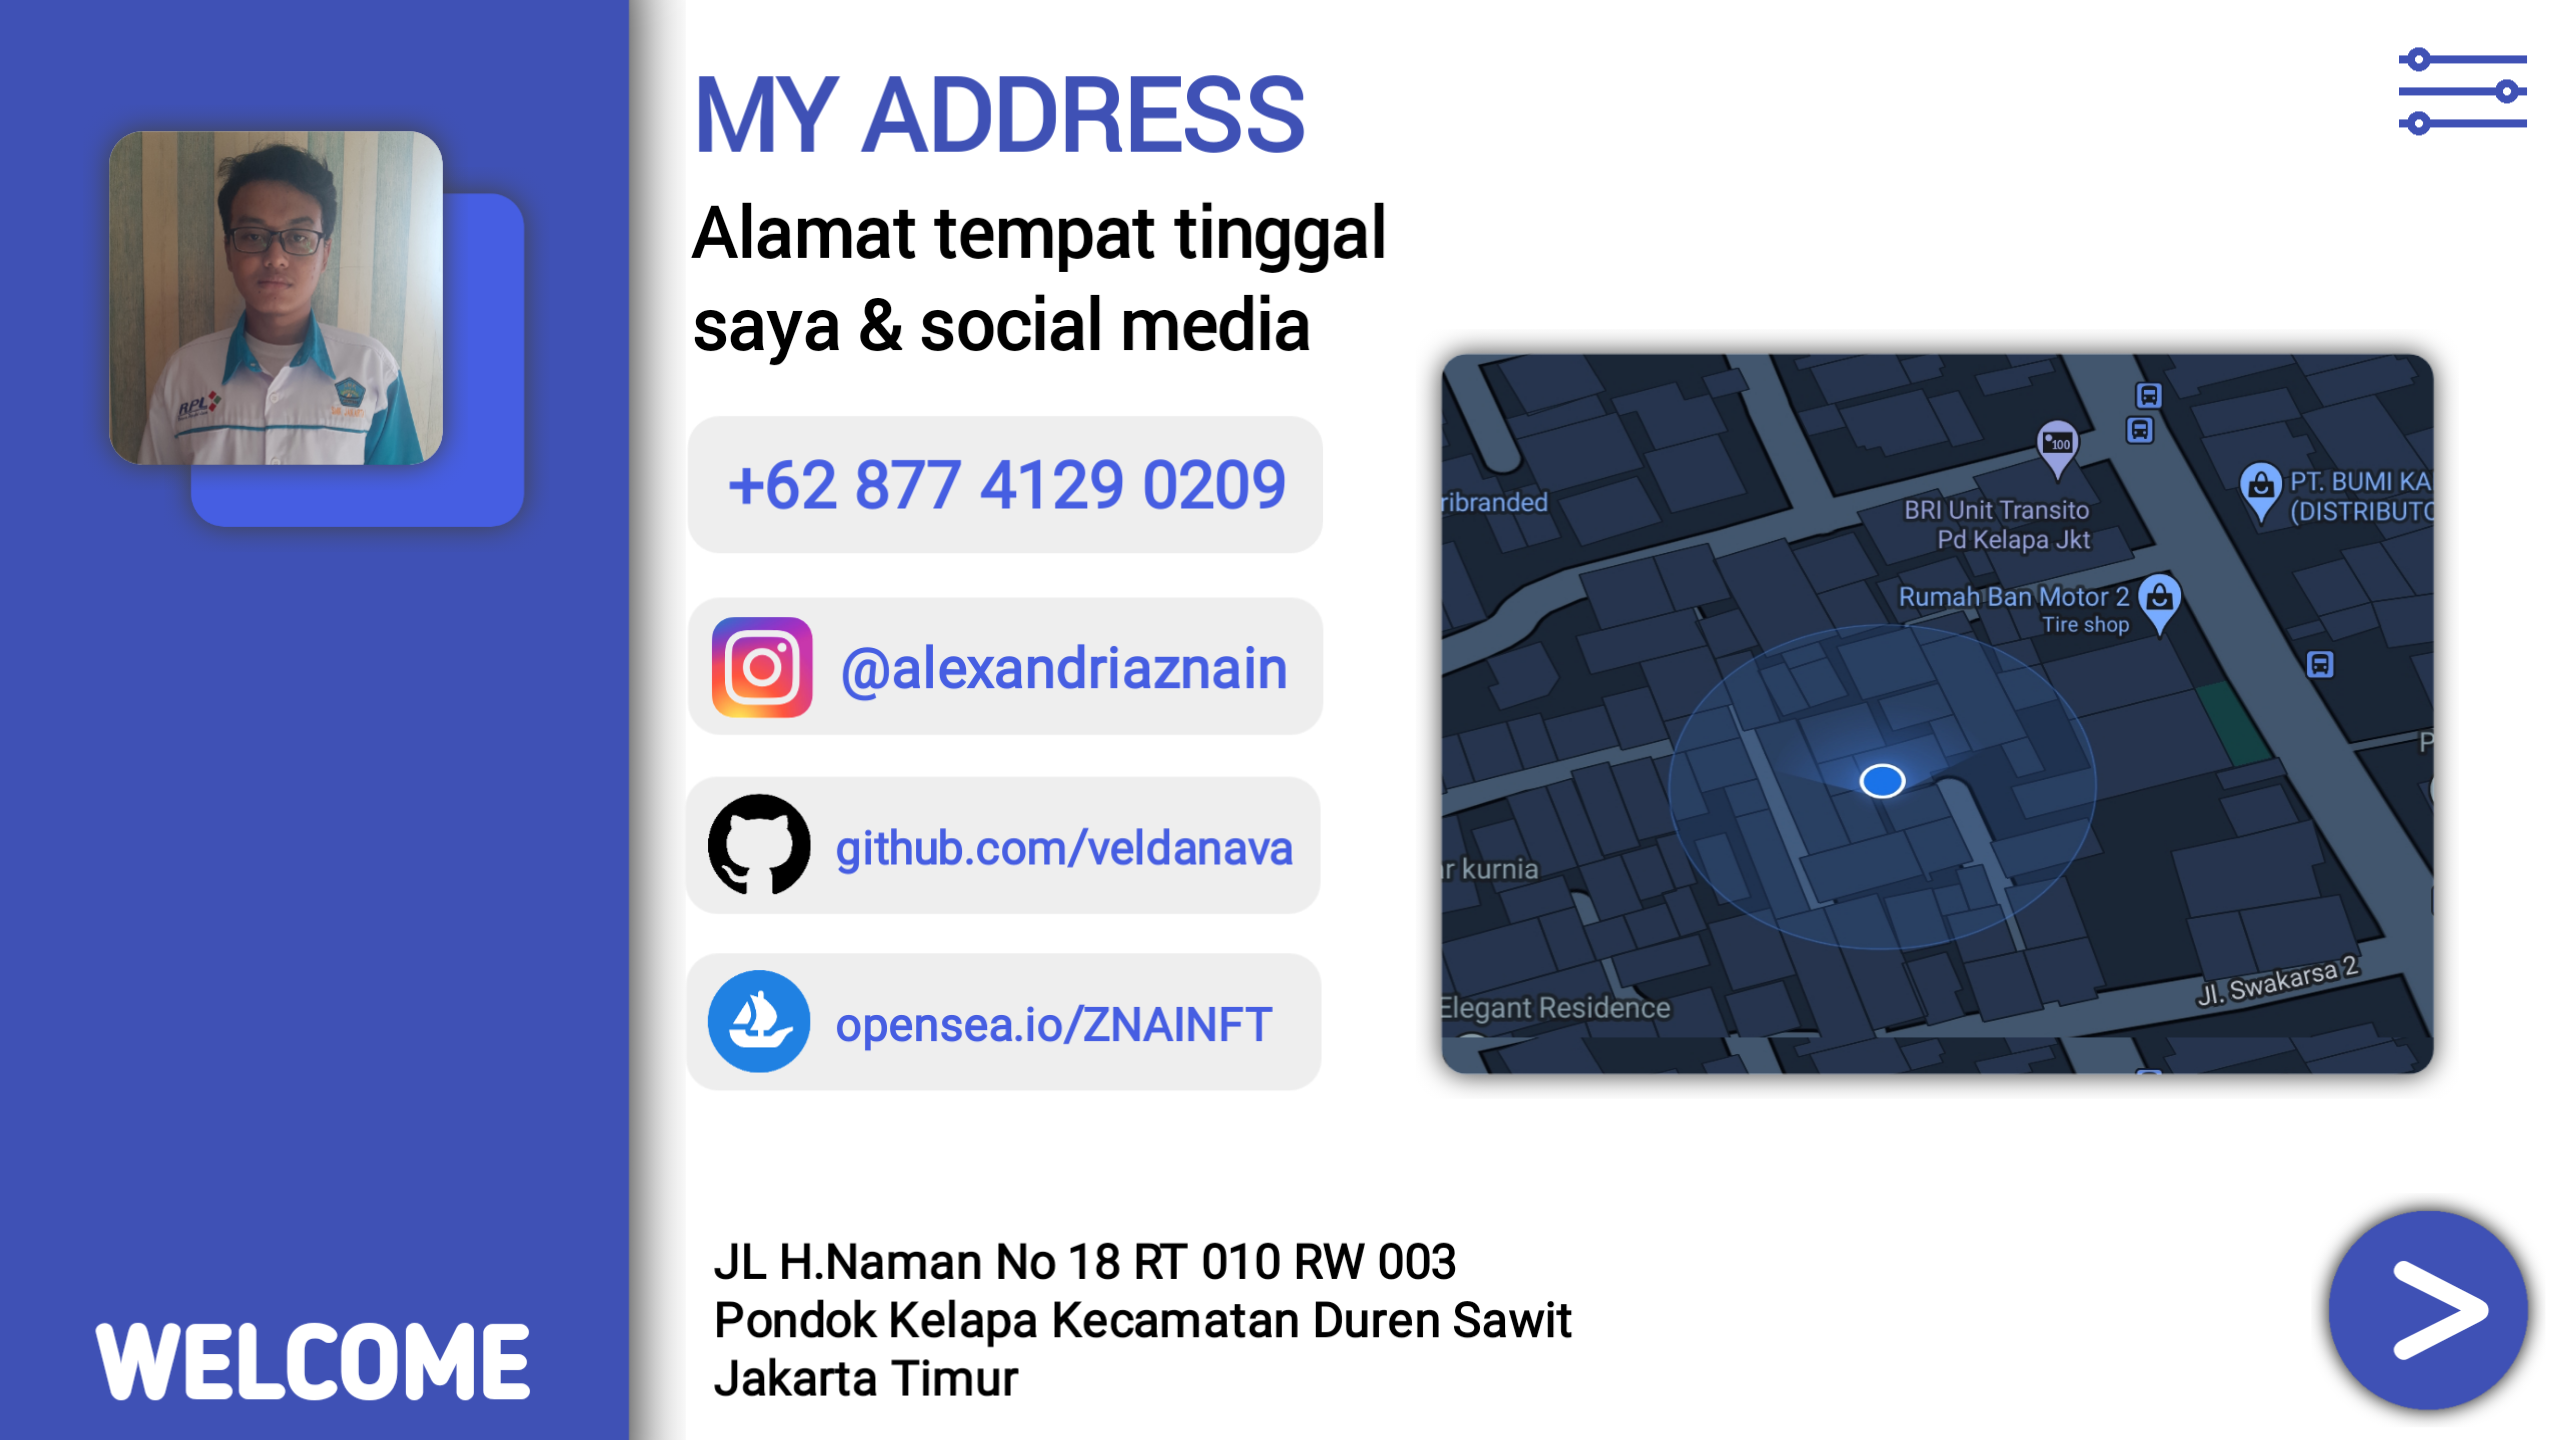 MY ADDRESS
Alamat tempat tinggal
saya & social media
+62 877 4129 0209
@alexandriaznain
github.com/veldanava
opensea.io/ZNAINFT
RPL
ribranded
100
BRI Unit Transito
Pd Kelapa Jkt
PT. BUMI KA
(DISTRIBUTO
Rumah Ban Motor 2
Tire shop
P
r kurnia
Elegant Residence
Jl. Swakarsa 2
JL H.Naman No 18 RT 010 RW 003
Pondok Kelapa Kecamatan Duren Sawit
Jakarta Timur
WELCOME